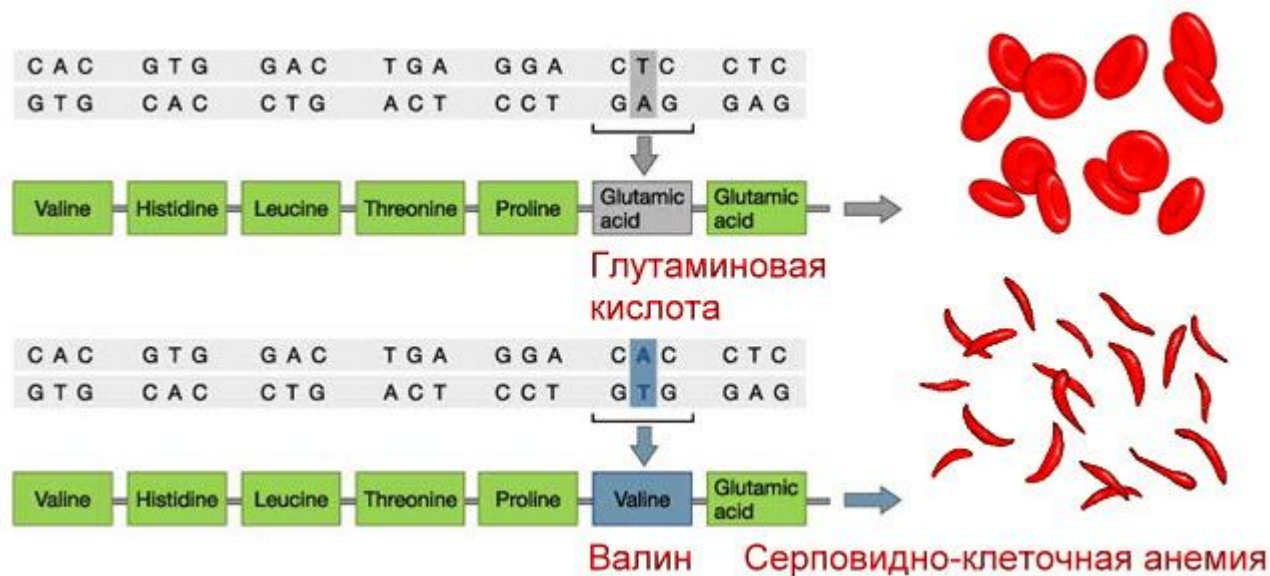 CAC GTG GAC TGA GGA CTC CTC
GTG CAC CTG ACT CCT GAG GAG
Valine Histidine Leucine Threonine Proline Glutamic acid Glutamic acid
Глутаминовая
кислота
CAC GTG GAC TGA GGA CAC CTC
GTG CAC CTG ACT CCT GTG GAG
Valine Histidine Leucine Threonine Proline Valine Glutamic acid
Валин Серповидно-клеточная анемия